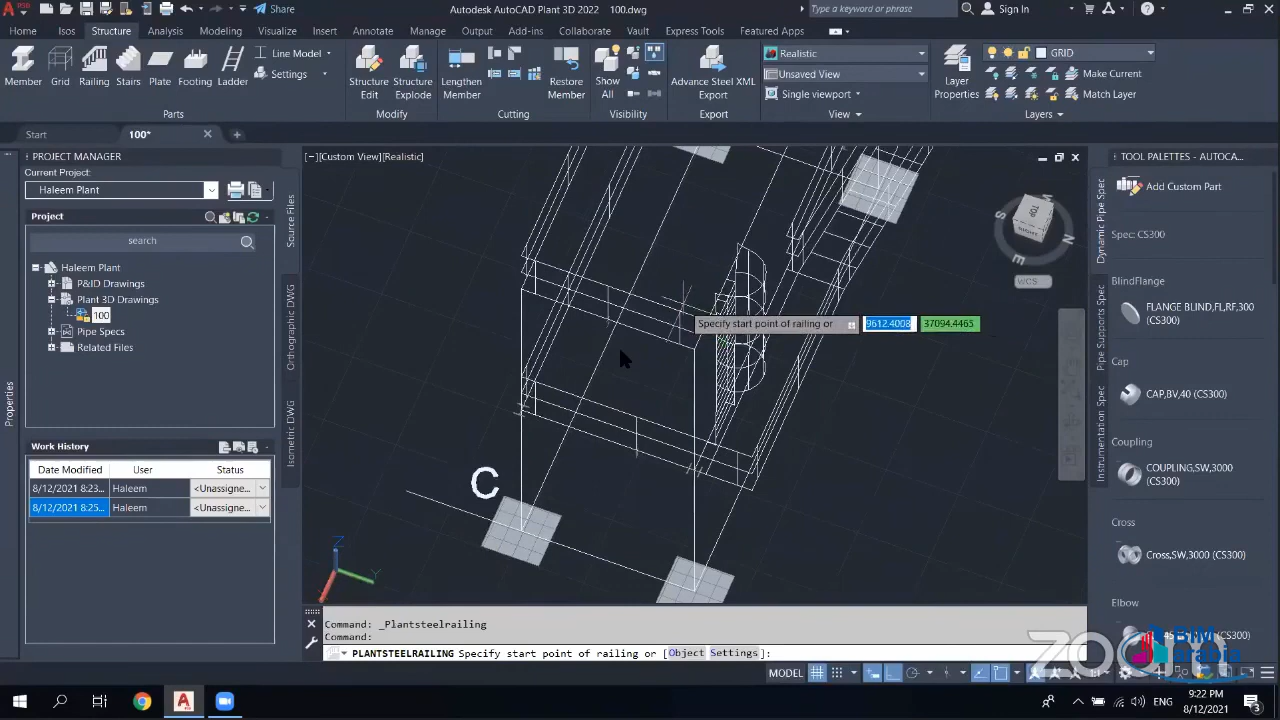 Share
Autodesk AutoCAD Plant 3D 2022 100.dwg
Type a keyword or phrase
Sign In
Home Isos Structure Analysis Modeling Visualize Insert Annotate Manage Output Add-ins Collaborate Vault Express Tools Featured Apps
Member
Grid
Railing
Stairs
Plate
Footing
Ladder
Line Model
Settings
Structure Edit
Structure Explode
Lengthen Member
Restore Member
Show All
Advance Steel XML Export
Realistic
Unsaved View
Single viewport
Layer Properties
GRID
Make Current
Match Layer
Parts Modify Cutting Visibility Export View Layers
Start 100*
PROJECT MANAGER
Current Project:
Haleem Plant
Project
search
Haleem Plant
P&ID Drawings
Plant 3D Drawings
100
Pipe Specs
Related Files
Source Files
Orthographic DWG
Isometric DWG
Properties
Work History
Date Modified User Status
8/12/2021 8:23... Haleem <Unassigne...
8/12/2021 8:25... Haleem <Unassigne...
[−][Custom View][Realistic]
TOP
S
N
E
WCS
Specify start point of railing or 9612.4008 37094.4465
C
Z
Y
Command: _Plantsteelrailing
Command:
PLANTSTEELRAILING Specify start point of railing or [Object Settings]:
TOOL PALETTES - AUTOCA...
Dynamic Pipe Spec
Pipe Supports Spec
Instrumentation Spec
Add Custom Part
Spec: CS300
BlindFlange
FLANGE BLIND,FL,RF,300 (CS300)
Cap
CAP,BV,40 (CS300)
Coupling
COUPLING,SW,3000 (CS300)
Cross
Cross,SW,3000 (CS300)
Elbow
MODEL
zoom
BIM
arabia
ENG
9:22 PM
8/12/2021
3